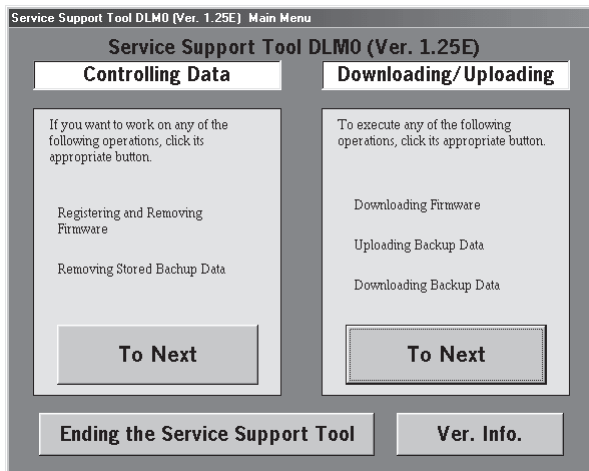 Service Support Tool DLM0 (Ver. 1.25E) Main Menu
Service Support Tool DLM0 (Ver. 1.25E)
Controlling Data
If you want to work on any of the
following operations, click its
appropriate button.
Registering and Removing
Firmware
Removing Stored Bachup Data
To Next
Downloading/Uploading
To execute any of the following
operations, click its appropriate button.
Downloading Firmware
Uploading Backup Data
Downloading Backup Data
To Next
Ending the Service Support Tool
Ver. Info.